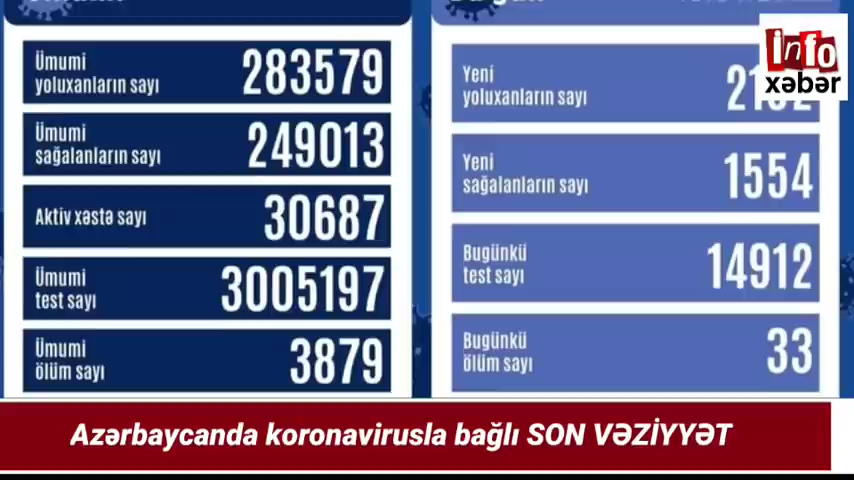 Ümumi
yoluxanların sayı
283579
Ümumi
sağalanların sayı
249013
Aktiv xəstə sayı
30687
Ümumi
test sayı
3005197
Ümumi
ölüm sayı
3879
Yeni
yoluxanların sayı
Yeni
sağalanların sayı
1554
Bugünkü
test sayı
14912
Bugünkü
ölüm sayı
33
info
xəbər
Azərbaycanda koronavirusla bağlı SON VƏZİYYƏT